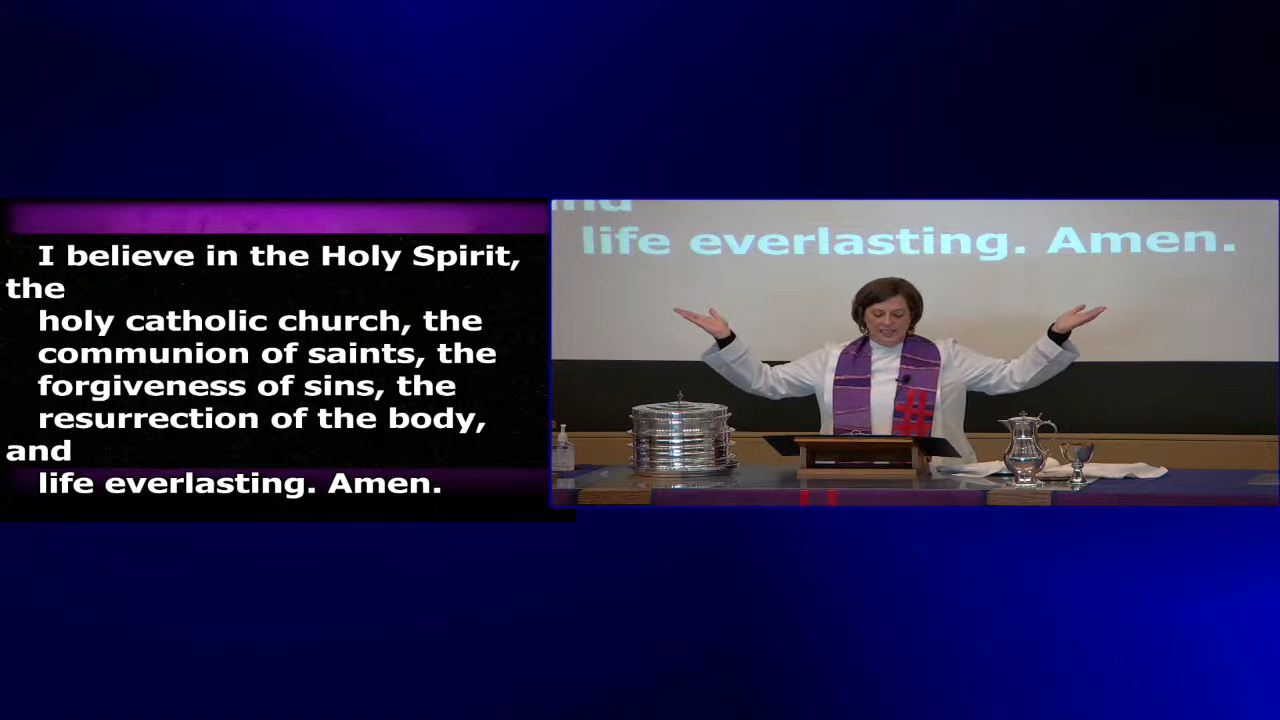 I believe in the Holy Spirit,
the
holy catholic church, the
communion of saints, the
forgiveness of sins, the
resurrection of the body,
and
life everlasting. Amen.
and
life everlasting. Amen.